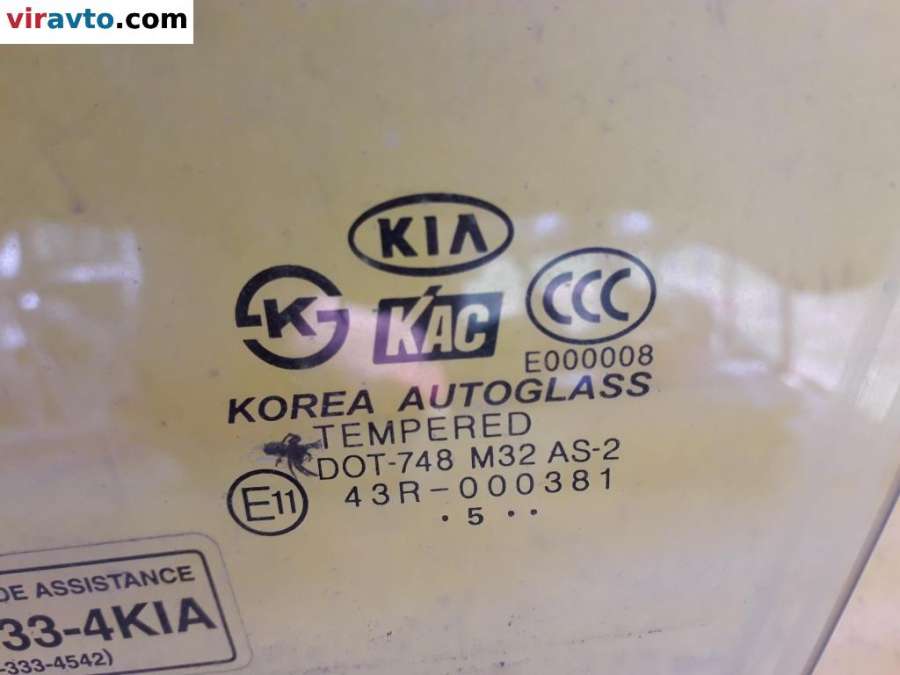 viravto.com
KIA
K
KAC
CCC
E000008
KOREA AUTOGLASS
TEMPERED
DOT-748 M32 AS-2
E11
43R-000381
. 5 . .
DE ASSISTANCE
33-4KIA
-333-4542)